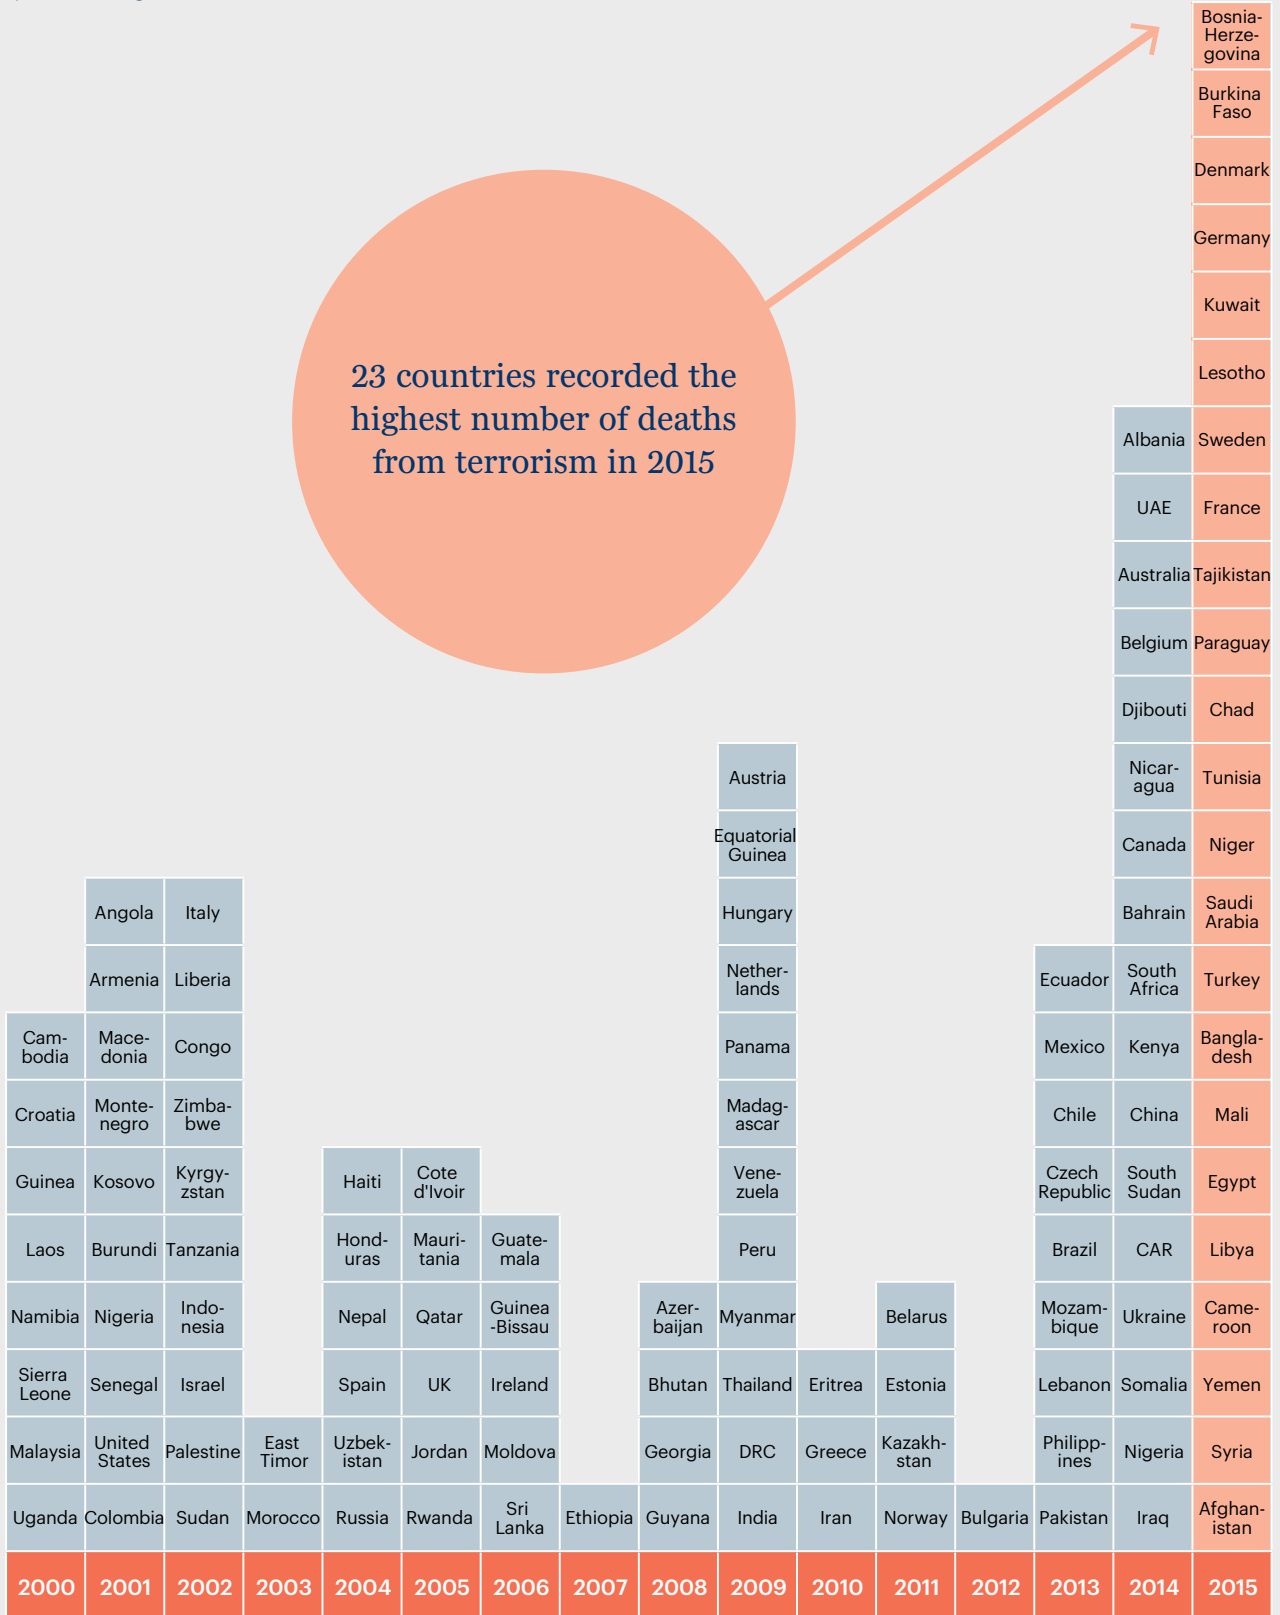 23 countries recorded the
highest number of deaths
from terrorism in 2015
Cam-
bodia
Croatia
Guinea
Laos
Namibia
Sierra
Leone
Malaysia
Uganda
2000
Angola
Armenia
Mace-
donia
Monte-
negro
Kosovo
Burundi
Nigeria
Senegal
United
States
Colombia
2001
Italy
Liberia
Congo
Zimba-
bwe
Kyrgy-
zstan
Tanzania
Indo-
nesia
Israel
Palestine
Sudan
2002
East
Timor
Morocco
2003
Haiti
Hond-
uras
Nepal
Spain
Uzbek-
istan
Russia
2004
Cote
d'Ivoir
Mauri-
tania
Qatar
UK
Jordan
Rwanda
2005
Guate-
mala
Guinea
-Bissau
Ireland
Moldova
Sri
Lanka
2006
Ethiopia
2007
Azer-
baijan
Bhutan
Georgia
Guyana
2008
Austria
Equatorial
Guinea
Hungary
Nether-
lands
Panama
Madag-
ascar
Vene-
zuela
Peru
Myanmar
Thailand
DRC
India
2009
Eritrea
Greece
Iran
2010
Belarus
Estonia
Kazakh-
stan
Norway
2011
Bulgaria
2012
Ecuador
Mexico
Chile
Czech
Republic
Brazil
Mozam-
bique
Lebanon
Philipp-
ines
Pakistan
2013
Albania
UAE
Australia
Belgium
Djibouti
Nicar-
agua
Canada
Bahrain
South
Africa
Kenya
China
South
Sudan
CAR
Ukraine
Somalia
Nigeria
Iraq
2014
Bosnia-
Herze-
govina
Burkina
Faso
Denmark
Germany
Kuwait
Lesotho
Sweden
France
Tajikistan
Paraguay
Chad
Tunisia
Niger
Saudi
Arabia
Turkey
Bangla-
desh
Mali
Egypt
Libya
Came-
roon
Yemen
Syria
Afghan-
istan
2015